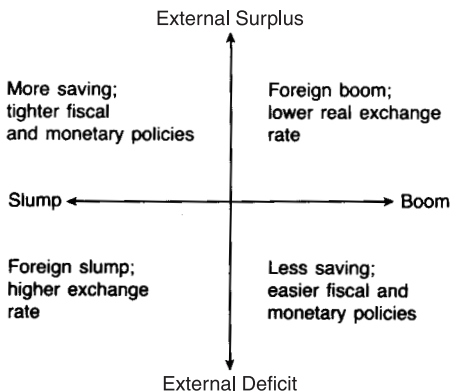 External Surplus
More saving;
tighter fiscal
and monetary policies
Foreign boom;
lower real exchange
rate
Slump
Boom
Foreign slump;
higher exchange
rate
Less saving;
easier fiscal and
monetary policies
External Deficit